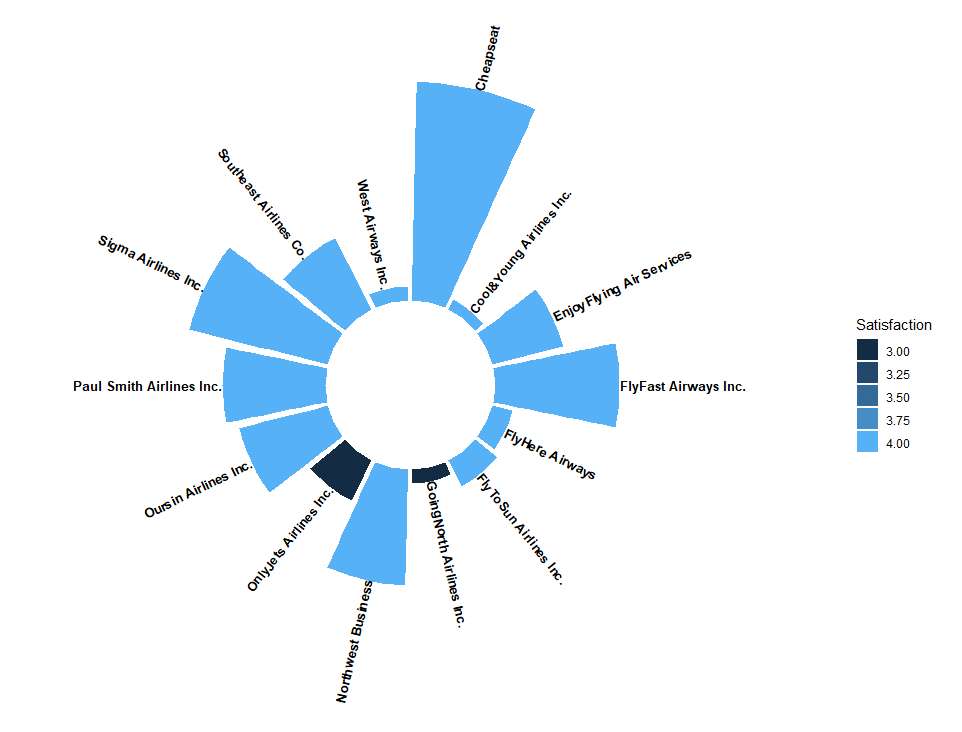 Cheapseat
Cool&Young Airlines Inc.
EnjoyFlying Air Services
FlyFast Airways Inc.
FlyHere Airways
FlyToSun Airlines Inc.
GoingNorth Airlines Inc.
Northwest Business
OnlyJets Airlines Inc.
Oursin Airlines Inc.
Paul Smith Airlines Inc.
Sigma Airlines Inc.
Southeast Airlines Co.
West Airways Inc.
Satisfaction
3.00
3.25
3.50
3.75
4.00